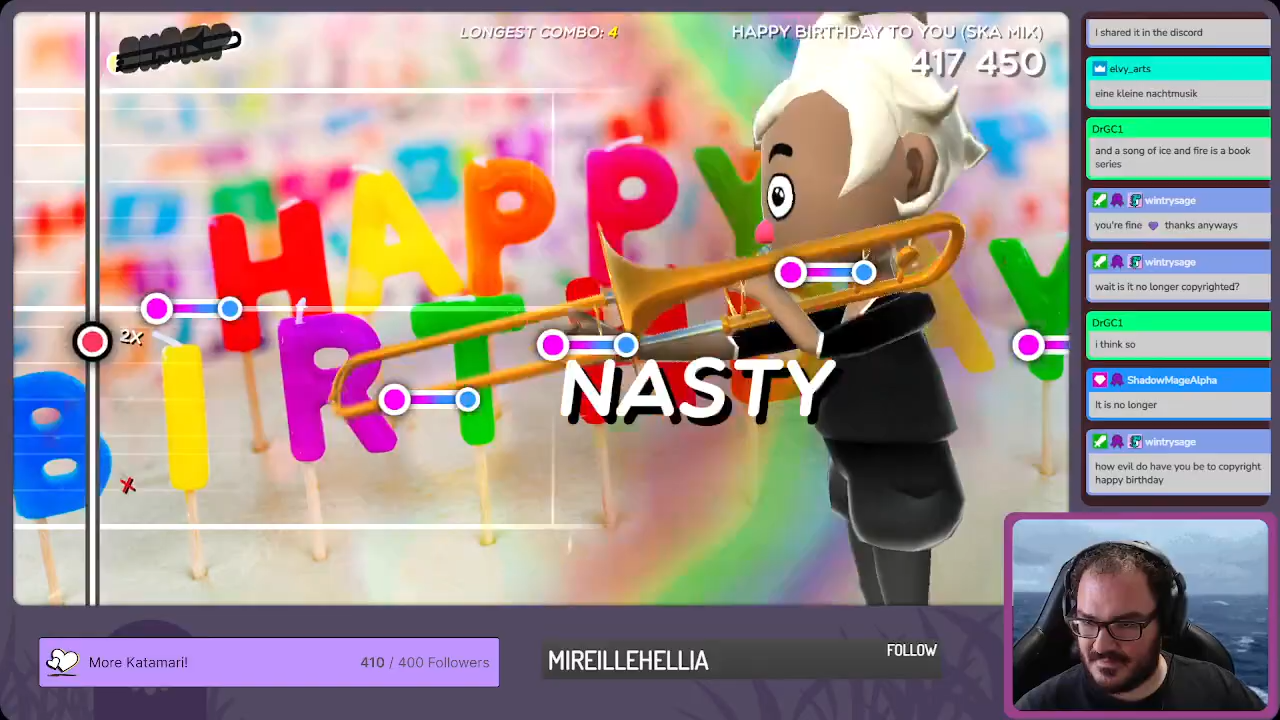 LONGEST COMBO: 4
HAPPY BIRTHDAY TO YOU (SKA MIX)
417 450
HAPPY
BIRTHDAY
2X
NASTY
I shared it in the discord
elvy_arts
eine kleine nachtmusik
DrGC1
and a song of ice and fire is a book
series
wintrysage
you're fine 💜 thanks anyways
wintrysage
wait is it no longer copyrighted?
DrGC1
i think so
ShadowMageAlpha
It is no longer
wintrysage
how evil do have you be to copyright
happy birthday
More Katamari!
410 / 400 Followers
MIREILLEHELLIA
FOLLOW